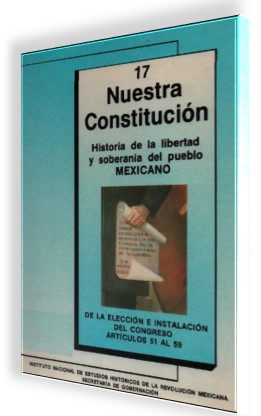 17
Nuestra
Constitución
Historia de la libertad
y soberanía del pueblo
MEXICANO
DE LA ELECCIÓN E INSTALACIÓN
DEL CONGRESO
ARTÍCULOS 51 AL 59
INSTITUTO NACIONAL DE ESTUDIOS HISTÓRICOS DE LA REVOLUCIÓN MEXICANA
SECRETARÍA DE GOBERNACIÓN